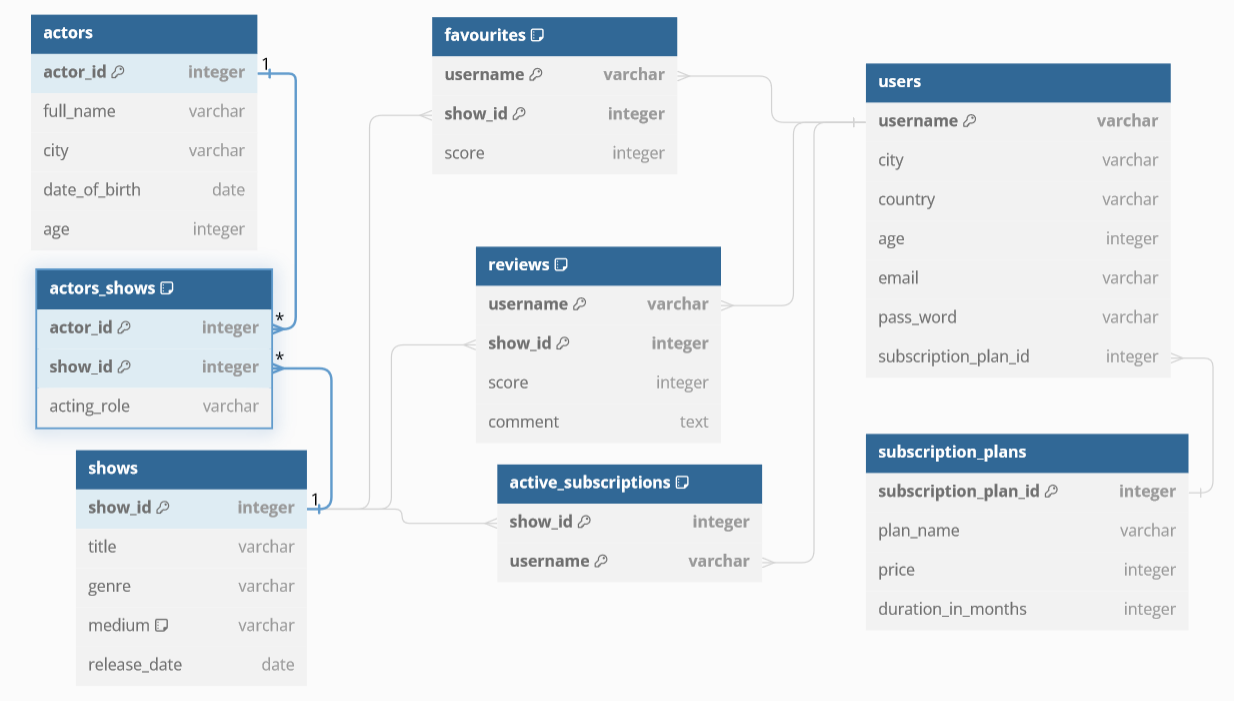 actors
actor_id integer
full_name varchar
city varchar
date_of_birth date
age integer
1
actors_shows
actor_id integer
show_id integer
acting_role varchar
*
*
shows
show_id integer
title varchar
genre varchar
medium varchar
release_date date
1
favourites
username varchar
show_id integer
score integer
reviews
username varchar
show_id integer
score integer
comment text
active_subscriptions
show_id integer
username varchar
users
username varchar
city varchar
country varchar
age integer
email varchar
pass_word varchar
subscription_plan_id integer
subscription_plans
subscription_plan_id integer
plan_name varchar
price integer
duration_in_months integer